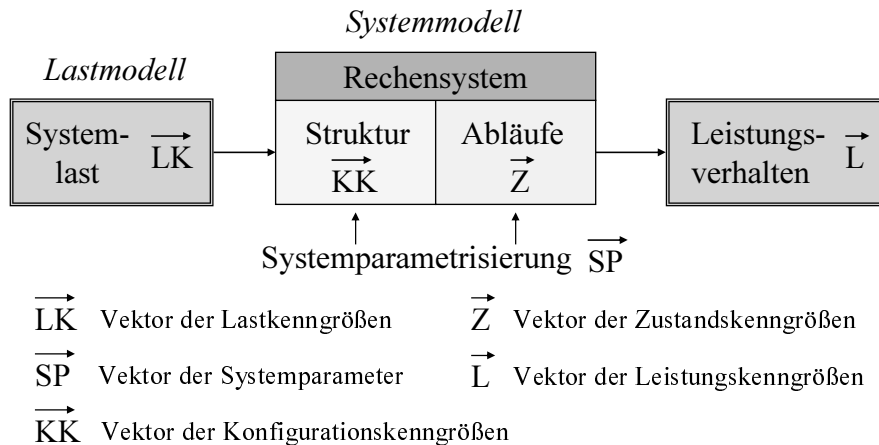 Systemmodell
Lastmodell
Rechensystem
System-
last LK
Struktur
KK
Abläufe
Z
Leistungs-
verhalten L
Systemparametrisierung SP
LK Vektor der Lastkenngrößen
Z Vektor der Zustandskenngrößen
SP Vektor der Systemparameter
L Vektor der Leistungskenngrößen
KK Vektor der Konfigurationskenngrößen